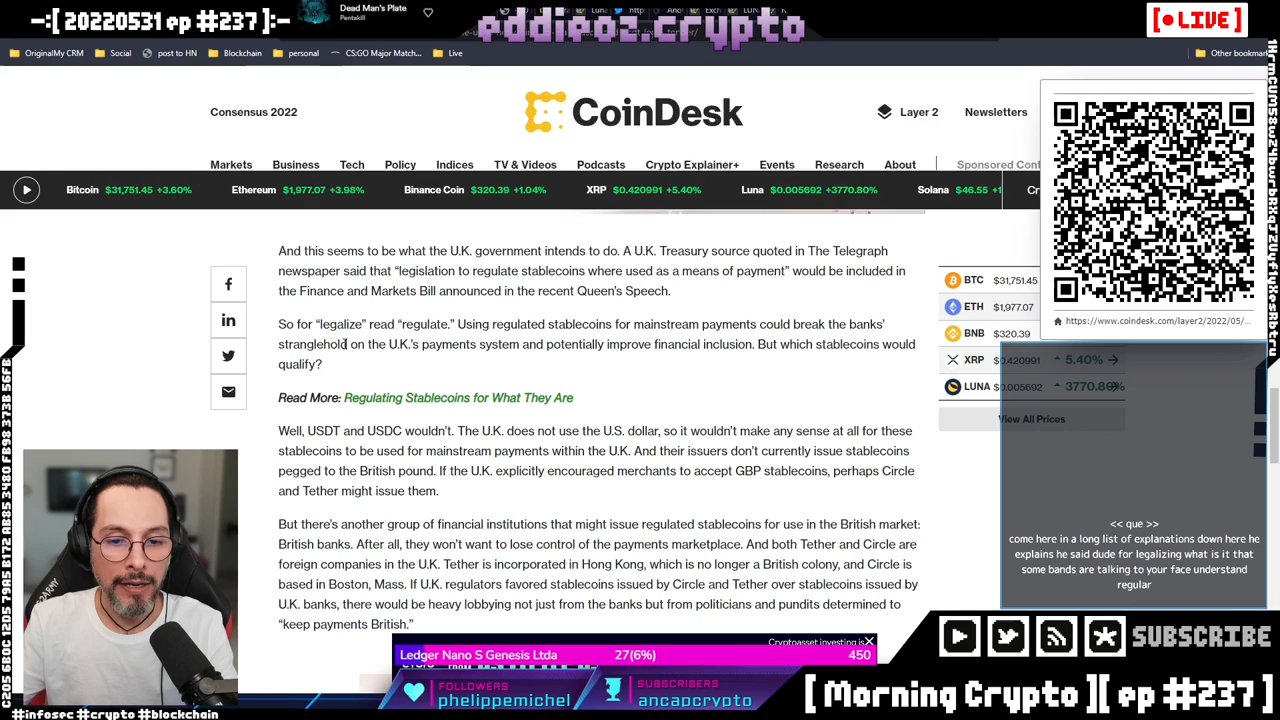 -:[ 20220531 ep #237 ]:-
Dead Man's Plate
Pentakill
eddieoz.crypto
[ • LIVE ]
OriginalMy CRM
Social
post to HN
Blockchain
personal
CS:GO Major Match...
Live
Other bookmar
Consensus 2022
CoinDesk
Layer 2
Newsletters
Markets
Business
Tech
Policy
Indices
TV & Videos
Podcasts
Crypto Explainer+
Events
Research
About
Sponsored Cont
Bitcoin $31,751.45 +3.60%
Ethereum $1,977.07 +3.98%
Binance Coin $320.39 +1.04%
XRP $0.420991 +5.40%
Luna $0.005692 +3770.80%
Solana $46.55 +1
Cr
https://www.coindesk.com/layer2/2022/05/...
And this seems to be what the U.K. government intends to do. A U.K. Treasury source quoted in The Telegraph
newspaper said that “legislation to regulate stablecoins where used as a means of payment” would be included in
the Finance and Markets Bill announced in the recent Queen’s Speech.
So for “legalize” read “regulate.” Using regulated stablecoins for mainstream payments could break the banks’
stranglehold on the U.K.’s payments system and potentially improve financial inclusion. But which stablecoins would
qualify?
Read More: Regulating Stablecoins for What They Are
Well, USDT and USDC wouldn’t. The U.K. does not use the U.S. dollar, so it wouldn’t make any sense at all for these
stablecoins to be used for mainstream payments within the U.K. And their issuers don’t currently issue stablecoins
pegged to the British pound. If the U.K. explicitly encouraged merchants to accept GBP stablecoins, perhaps Circle
and Tether might issue them.
But there’s another group of financial institutions that might issue regulated stablecoins for use in the British market:
British banks. After all, they won’t want to lose control of the payments marketplace. And both Tether and Circle are
foreign companies in the U.K. Tether is incorporated in Hong Kong, which is no longer a British colony, and Circle is
based in Boston, Mass. If U.K. regulators favored stablecoins issued by Circle and Tether over stablecoins issued by
U.K. banks, there would be heavy lobbying not just from the banks but from politicians and pundits determined to
“keep payments British.”
BTC $31,751.45
ETH $1,977.07
BNB $320.39
XRP $0.420991 5.40%
LUNA $0.005692 3770.80%
View All Prices
<< que >>
come here in a long list of explanations down here he
explains he said dude for legalizing what is it that
some bands are talking to your face understand
regular
Cryptoasset investing is
Ledger Nano S Genesis Ltda 27(6%) 450
FOLLOWERS
phelippemichel
SUBSCRIBERS
ancapcrypto
SUBSCRIBE
[ Morning Crypto ][ ep #237 ]
#infosec #crypto #blockchain